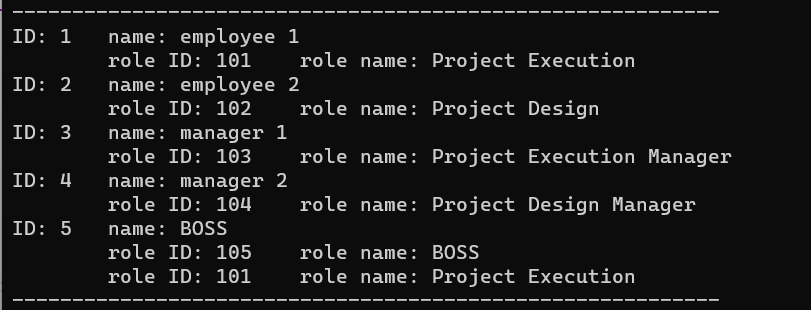 -----------------------------------------------------------
ID: 1   name: employee 1
        role ID: 101    role name: Project Execution
ID: 2   name: employee 2
        role ID: 102    role name: Project Design
ID: 3   name: manager 1
        role ID: 103    role name: Project Execution Manager
ID: 4   name: manager 2
        role ID: 104    role name: Project Design Manager
ID: 5   name: BOSS
        role ID: 105    role name: BOSS
        role ID: 101    role name: Project Execution
-----------------------------------------------------------